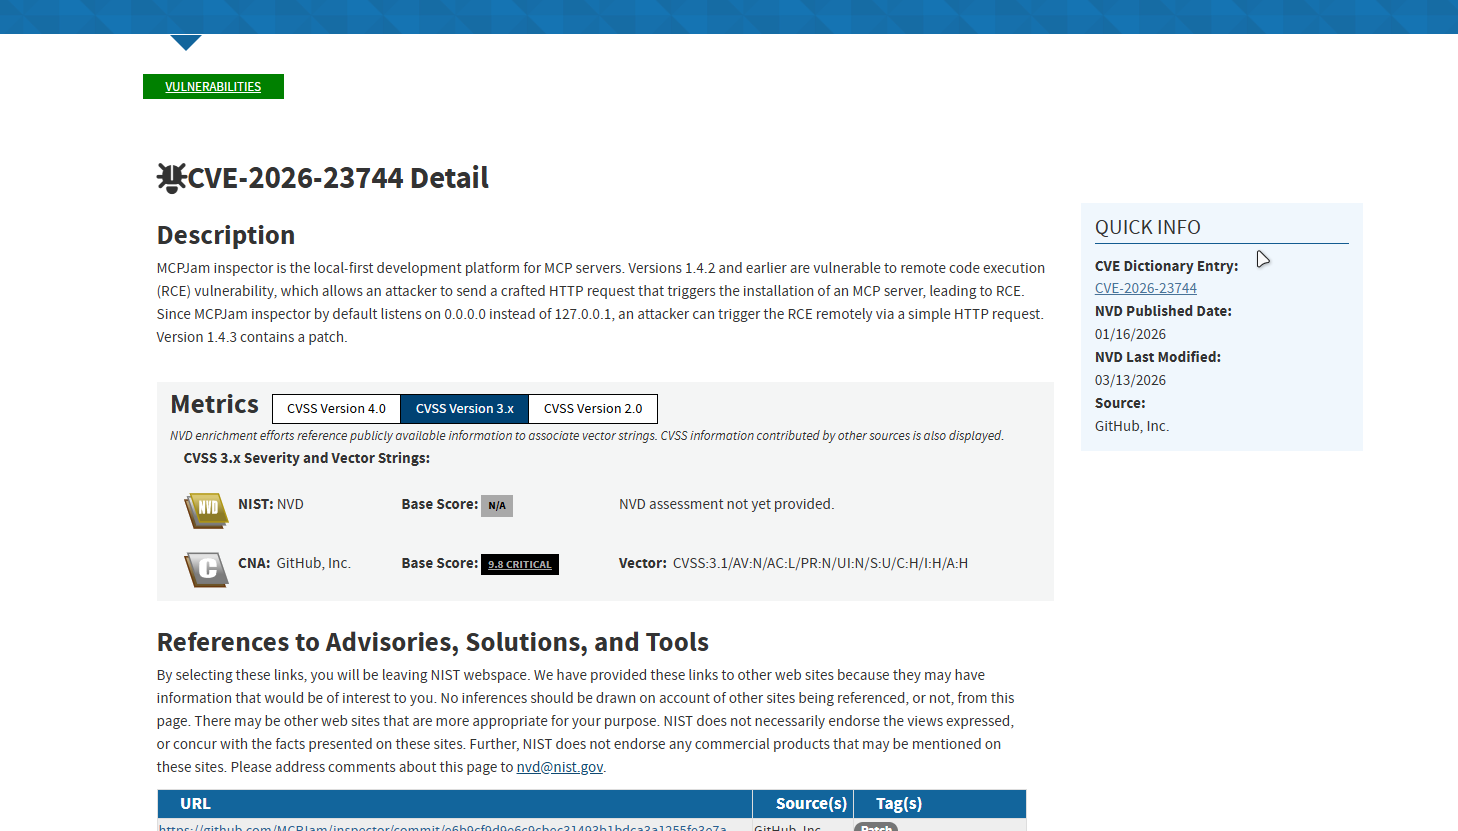 VULNERABILITIES
CVE-2026-23744 Detail
Description
MCPJam inspector is the local-first development platform for MCP servers. Versions 1.4.2 and earlier are vulnerable to remote code execution
(RCE) vulnerability, which allows an attacker to send a crafted HTTP request that triggers the installation of an MCP server, leading to RCE.
Since MCPJam inspector by default listens on 0.0.0.0 instead of 127.0.0.1, an attacker can trigger the RCE remotely via a simple HTTP request.
Version 1.4.3 contains a patch.
Metrics
CVSS Version 4.0 CVSS Version 3.x CVSS Version 2.0
NVD enrichment efforts reference publicly available information to associate vector strings. CVSS information contributed by other sources is also displayed.
CVSS 3.x Severity and Vector Strings:
NVD NIST: NVD Base Score: N/A NVD assessment not yet provided.
C CNA: GitHub, Inc. Base Score: 9.8 CRITICAL Vector: CVSS:3.1/AV:N/AC:L/PR:N/UI:N/S:U/C:H/I:H/A:H
References to Advisories, Solutions, and Tools
By selecting these links, you will be leaving NIST webspace. We have provided these links to other web sites because they may have
information that would be of interest to you. No inferences should be drawn on account of other sites being referenced, or not, from this
page. There may be other web sites that are more appropriate for your purpose. NIST does not necessarily endorse the views expressed,
or concur with the facts presented on these sites. Further, NIST does not endorse any commercial products that may be mentioned on
these sites. Please address comments about this page to nvd@nist.gov.
URL Source(s) Tag(s)
GitHub, Inc. Patch
QUICK INFO
CVE Dictionary Entry:
CVE-2026-23744
NVD Published Date:
01/16/2026
NVD Last Modified:
03/13/2026
Source:
GitHub, Inc.